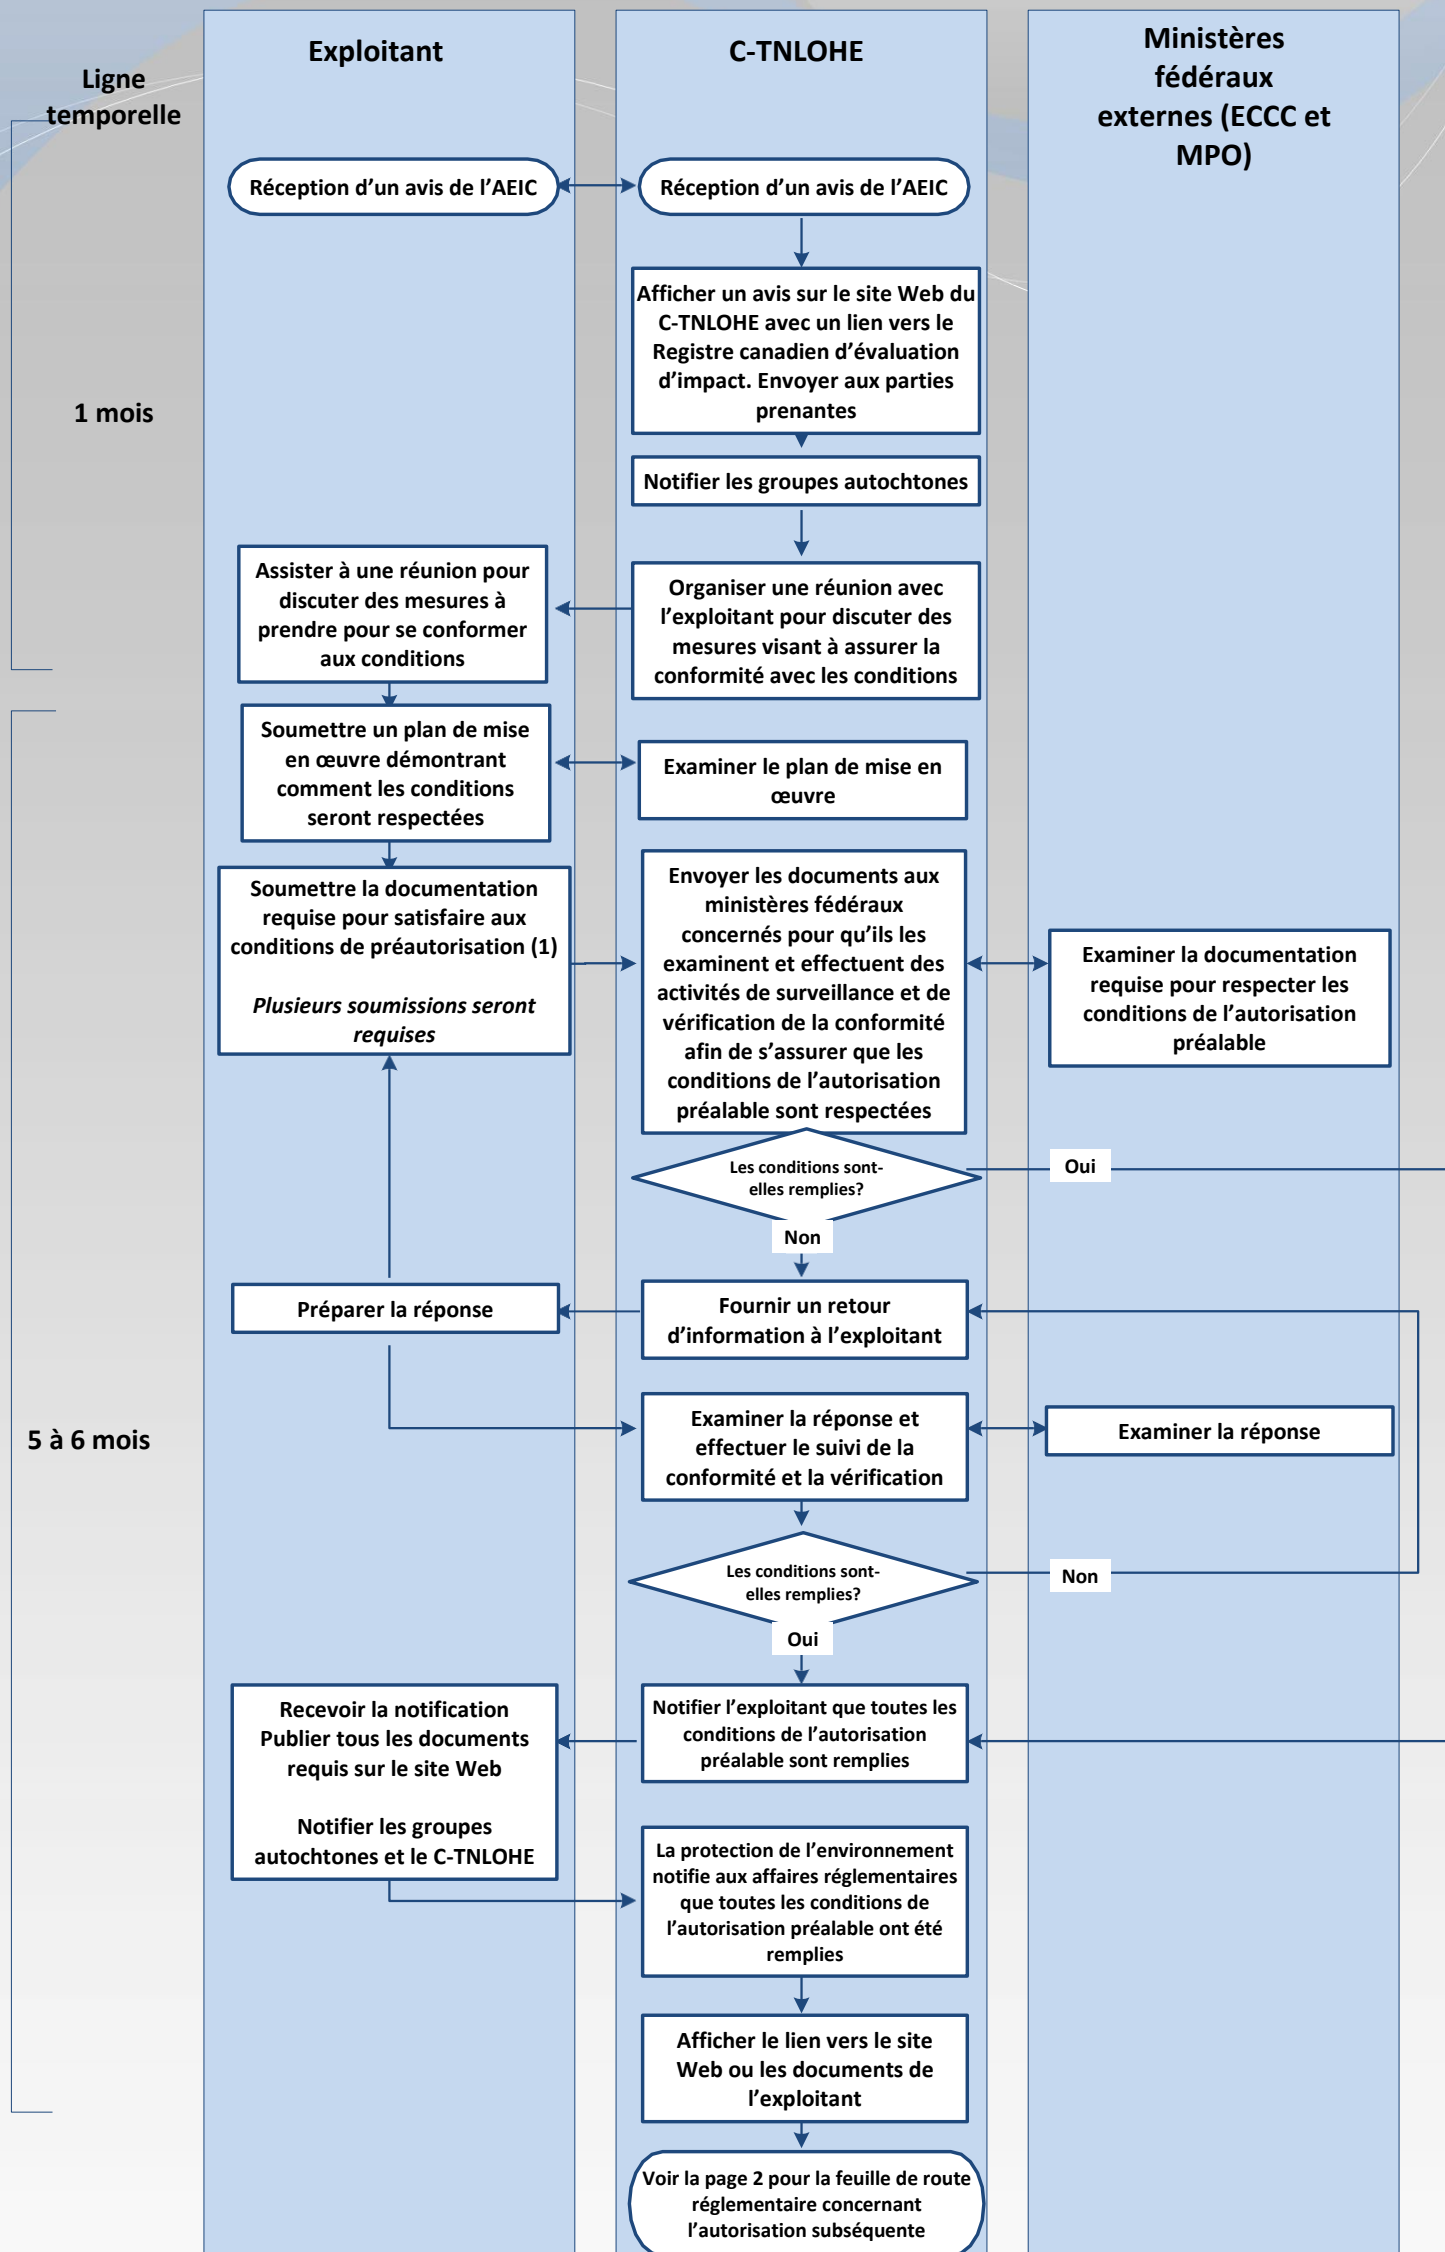 Ligne
temporelle
Exploitant
C-TNLOHE
Ministères
fédéraux
externes (ECCC et
MPO)
Réception d’un avis de l’AEIC
Réception d’un avis de l’AEIC
Afficher un avis sur le site Web du
C-TNLOHE avec un lien vers le
Registre canadien d’évaluation
d’impact. Envoyer aux parties
prenantes
1 mois
Notifier les groupes autochtones
Assister à une réunion pour
discuter des mesures à
prendre pour se conformer
aux conditions
Organiser une réunion avec
l’exploitant pour discuter des
mesures visant à assurer la
conformité avec les conditions
Soumettre un plan de mise
en œuvre démontrant
comment les conditions
seront respectées
Examiner le plan de mise en
œuvre
Soumettre la documentation
requise pour satisfaire aux
conditions de préautorisation (1)
Plusieurs soumissions seront
requises
Envoyer les documents aux
ministères fédéraux
concernés pour qu’ils les
examinent et effectuent des
activités de surveillance et de
vérification de la conformité
afin de s’assurer que les
conditions de l’autorisation
préalable sont respectées
Examiner la documentation
requise pour respecter les
conditions de l’autorisation
préalable
Les conditions sont-
elles remplies?
Oui
Non
Préparer la réponse
Fournir un retour
d’information à l’exploitant
5 à 6 mois
Examiner la réponse et
effectuer le suivi de la
conformité et la vérification
Examiner la réponse
Les conditions sont-
elles remplies?
Non
Oui
Recevoir la notification
Publier tous les documents
requis sur le site Web
Notifier les groupes
autochtones et le C-TNLOHE
Notifier l’exploitant que toutes les
conditions de l’autorisation
préalable sont remplies
La protection de l’environnement
notifie aux affaires réglementaires
que toutes les conditions de
l’autorisation préalable ont été
remplies
Afficher le lien vers le site
Web ou les documents de
l’exploitant
Voir la page 2 pour la feuille de route
réglementaire concernant
l’autorisation subséquente